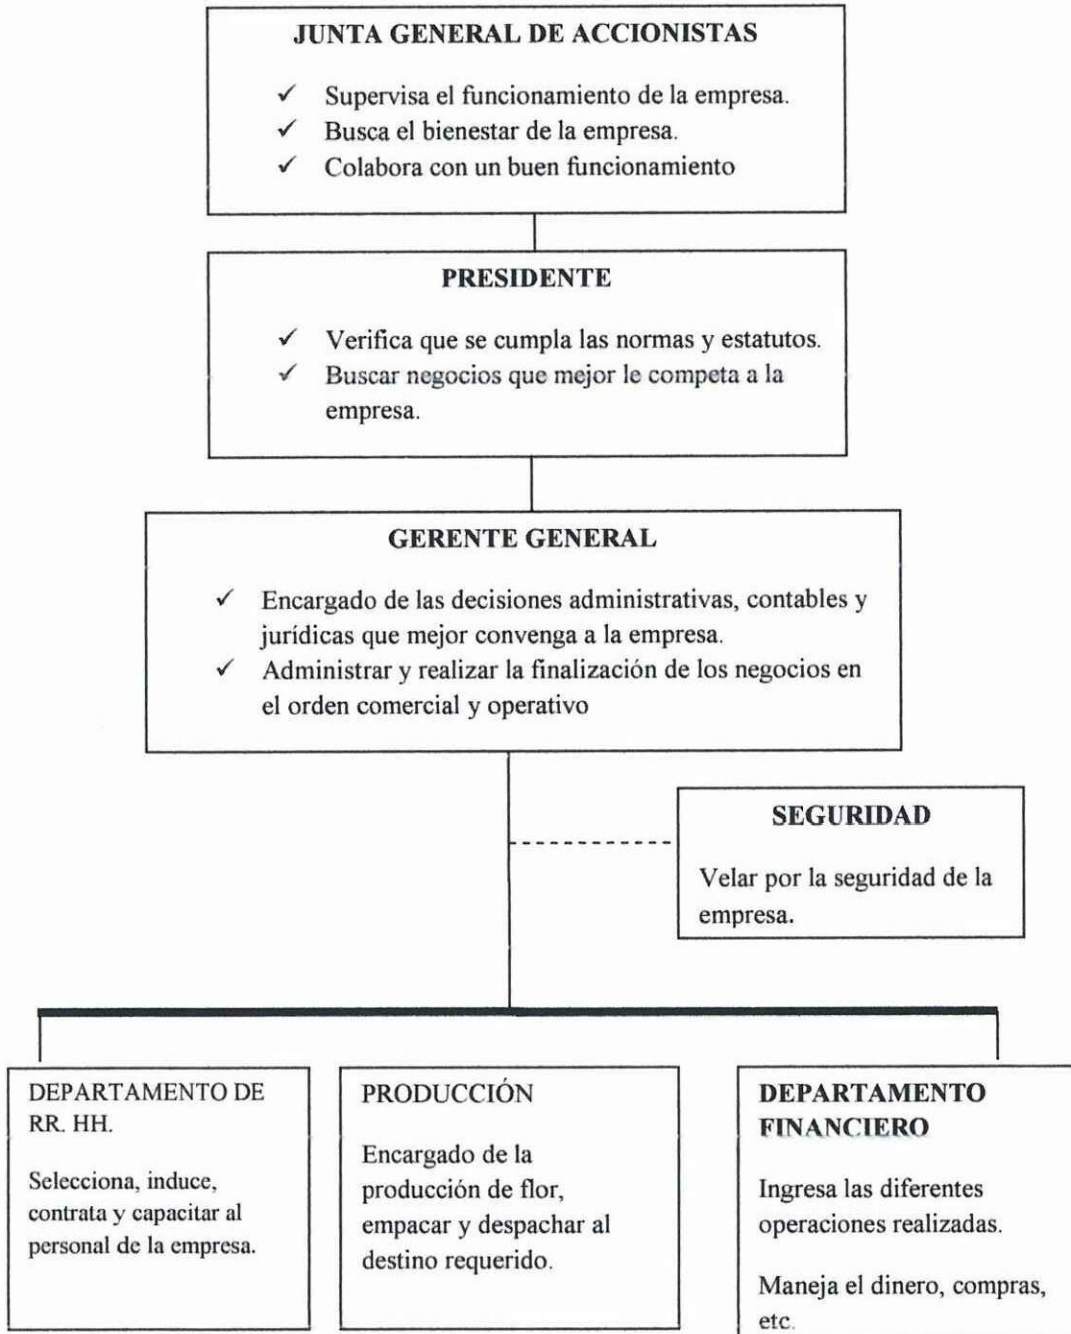 JUNTA GENERAL DE ACCIONISTAS
✓ Supervisa el funcionamiento de la empresa.
✓ Busca el bienestar de la empresa.
✓ Colabora con un buen funcionamiento
PRESIDENTE
✓ Verifica que se cumpla las normas y estatutos.
✓ Buscar negocios que mejor le competa a la
empresa.
GERENTE GENERAL
✓ Encargado de las decisiones administrativas, contables y
jurídicas que mejor convenga a la empresa.
✓ Administrar y realizar la finalización de los negocios en
el orden comercial y operativo
SEGURIDAD
Velar por la seguridad de la
empresa.
DEPARTAMENTO DE
RR. HH.
Selecciona, induce,
contrata y capacitar al
personal de la empresa.
PRODUCCIÓN
Encargado de la
producción de flor,
empacar y despachar al
destino requerido.
DEPARTAMENTO
FINANCIERO
Ingresa las diferentes
operaciones realizadas.
Maneja el dinero, compras,
etc.